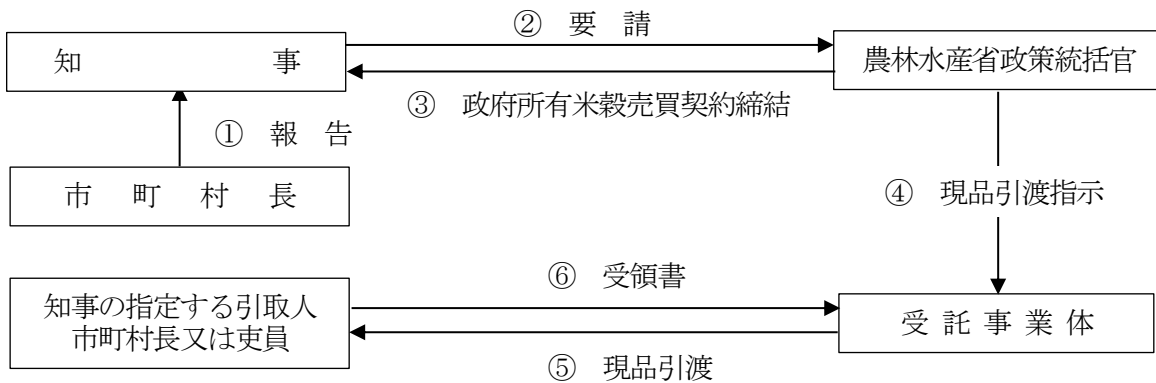 ② 要 請
知 事
農林水産省政策統括官
③ 政府所有米穀売買契約締結
① 報 告
市 町 村 長
④ 現品引渡指示
⑥ 受領書
知事の指定する引取人
市町村長又は吏員
受 託 事 業 体
⑤ 現品引渡